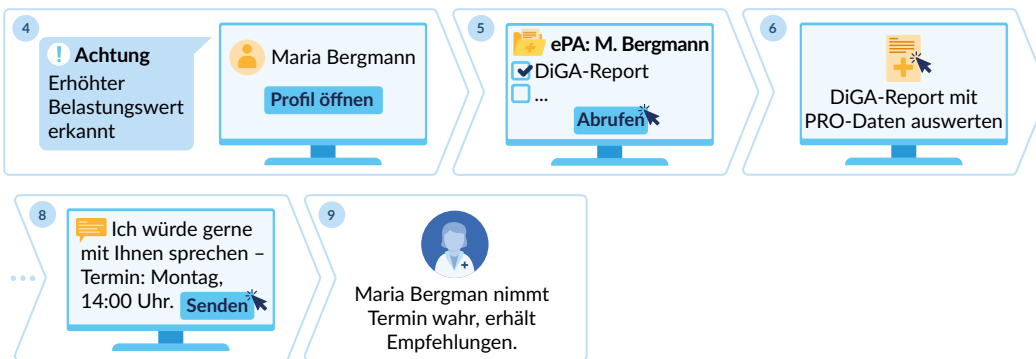 4
! Achtung
Erhöhter
Belastungswert
erkannt
Maria Bergmann
Profil öffnen
5
ePA: M. Bergmann
DiGA-Report
...
Abrufen
6
DiGA-Report mit
PRO-Daten auswerten
8
Ich würde gerne
mit Ihnen sprechen –
Termin: Montag,
14:00 Uhr. Senden
9
Maria Bergman nimmt
Termin wahr, erhält
Empfehlungen.